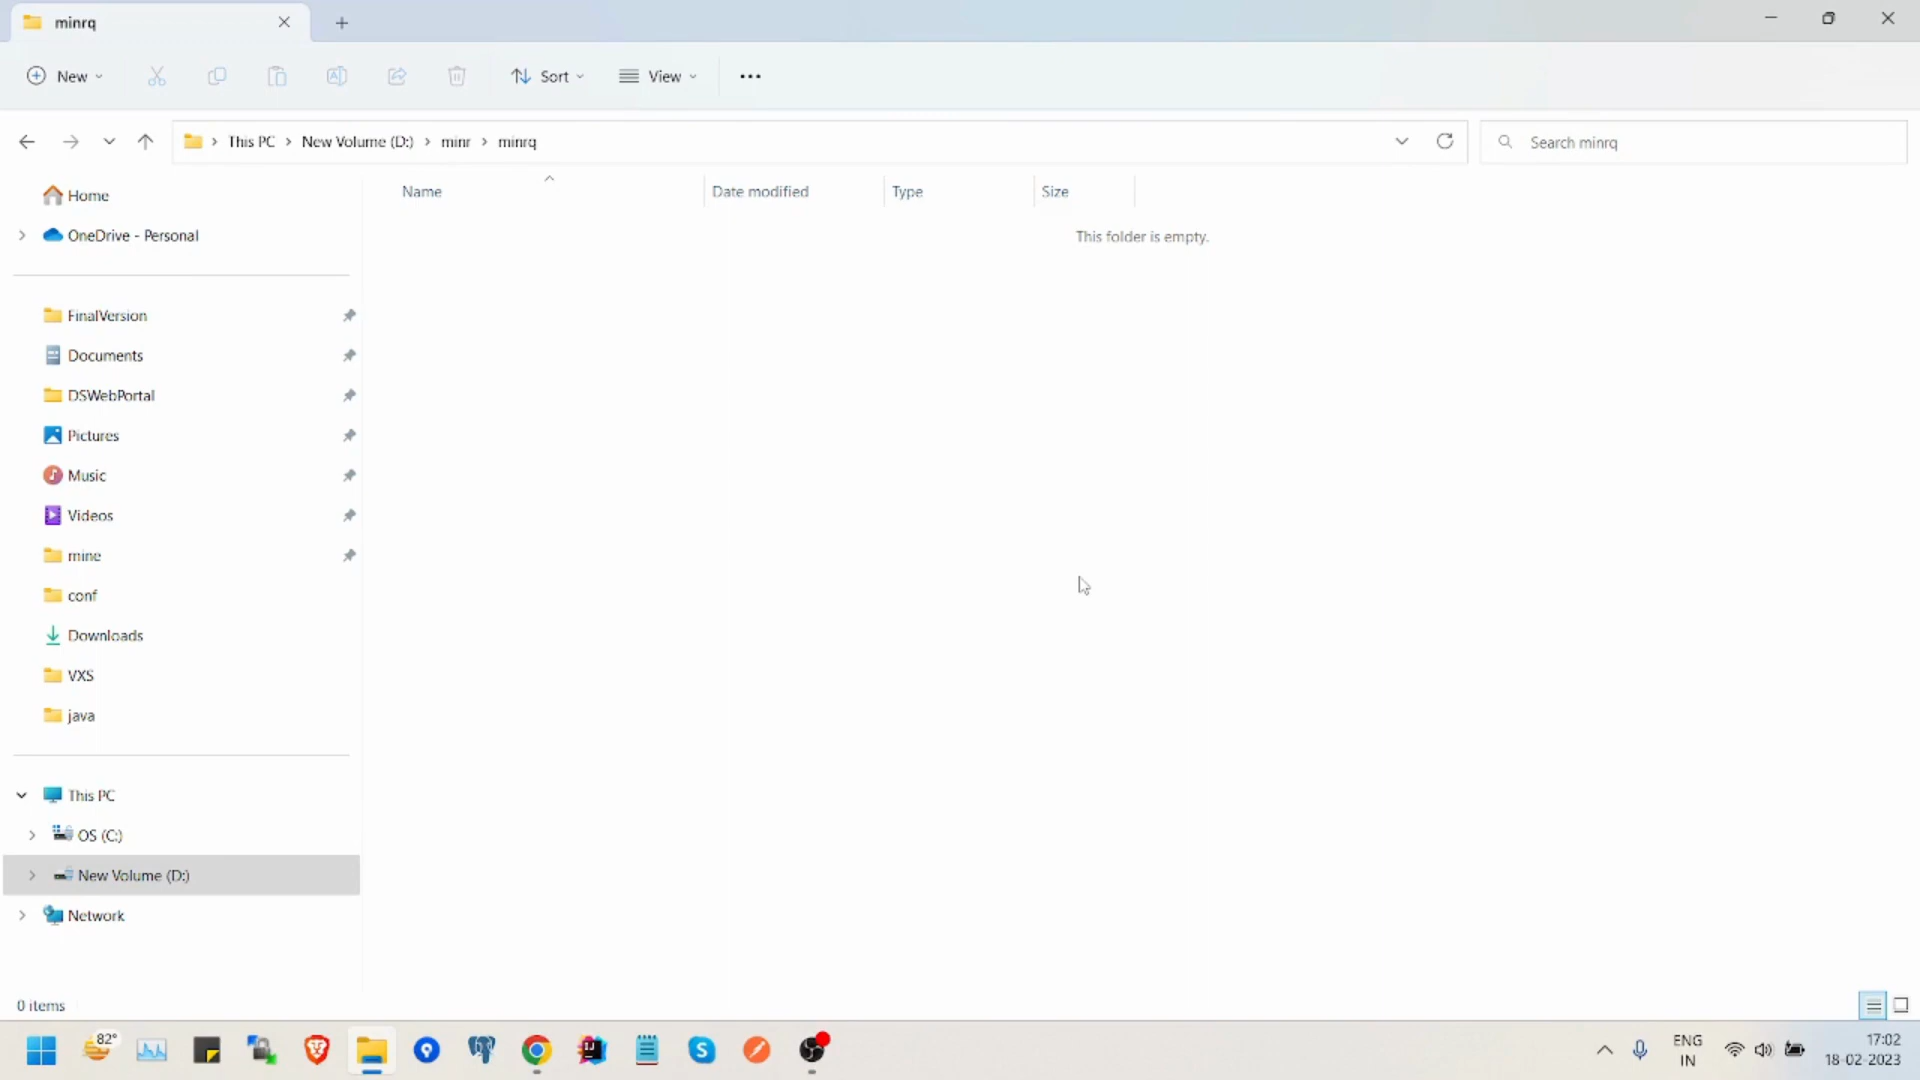 minrq
New
Sort
View
This PC
New Volume (D:)
minr
minrq
Search minrq
Name
Date modified
Type
Size
This folder is empty.
Home
OneDrive - Personal
FinalVersion
Documents
DSWebPortal
Pictures
Music
Videos
mine
conf
Downloads
VXS
java
This PC
OS (C:)
New Volume (D:)
Network
0 items
82°
ENG
IN
17:02
18-02-2023